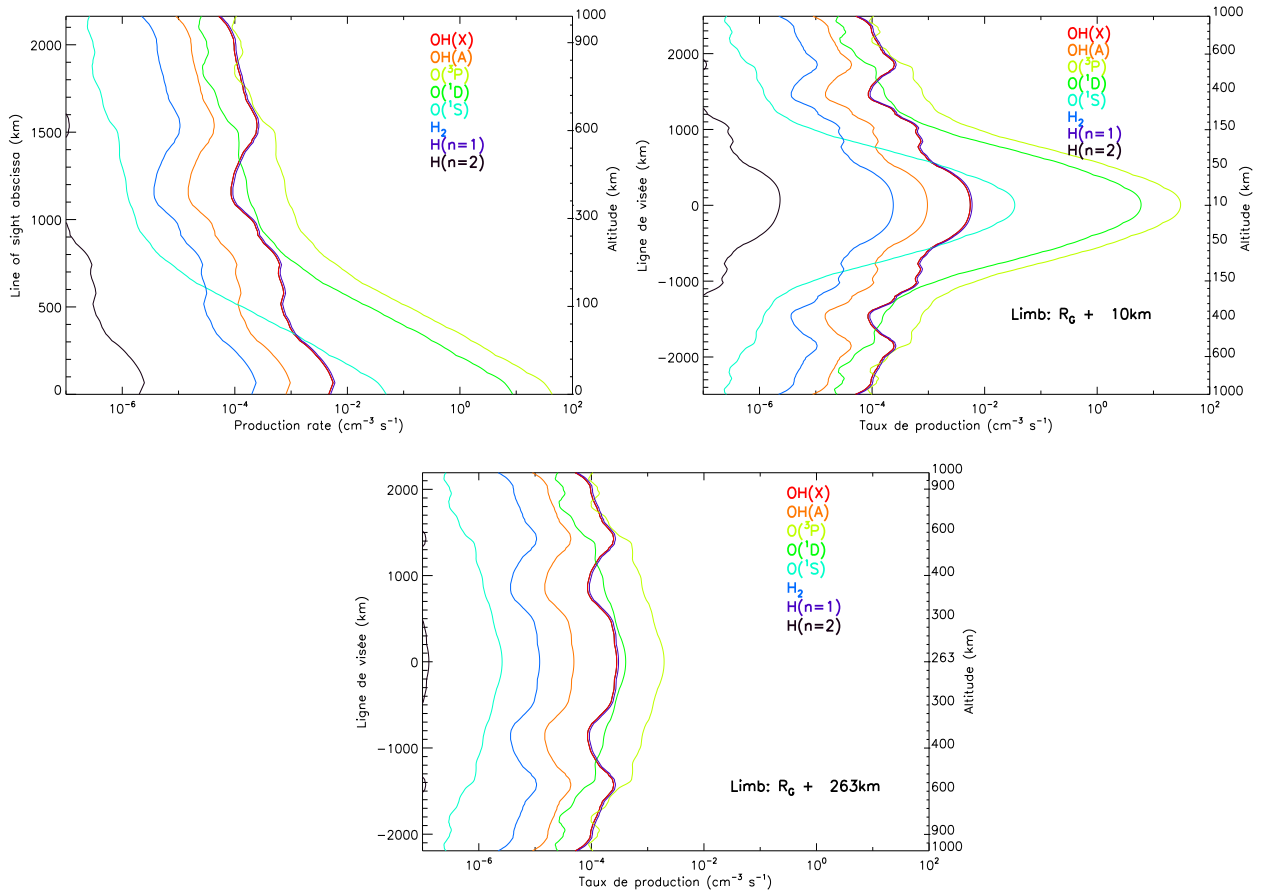 Line of sight abscissa (km)
2000
1500
1000
500
0
10⁻⁶ 10⁻⁴ 10⁻² 10⁰ 10²
Production rate (cm⁻³ s⁻¹)
1000
900
600
300
100
0
Altitude (km)
OH(X)
OH(A)
O(³P)
O(¹D)
O(¹S)
H₂
H(n=1)
H(n=2)
Ligne de visée (km)
2000
1000
0
−1000
−2000
10⁻⁶ 10⁻⁴ 10⁻² 10⁰ 10²
Taux de production (cm⁻³ s⁻¹)
1000
600
400
150
50
10
50
150
400
600
1000
Altitude (km)
OH(X)
OH(A)
O(³P)
O(¹D)
O(¹S)
H₂
H(n=1)
H(n=2)
Limb: R_G + 10km
Ligne de visée (km)
2000
1000
0
−1000
−2000
10⁻⁶ 10⁻⁴ 10⁻² 10⁰ 10²
Taux de production (cm⁻³ s⁻¹)
1000
900
600
400
300
263
300
400
600
900
1000
Altitude (km)
OH(X)
OH(A)
O(³P)
O(¹D)
O(¹S)
H₂
H(n=1)
H(n=2)
Limb: R_G + 263km